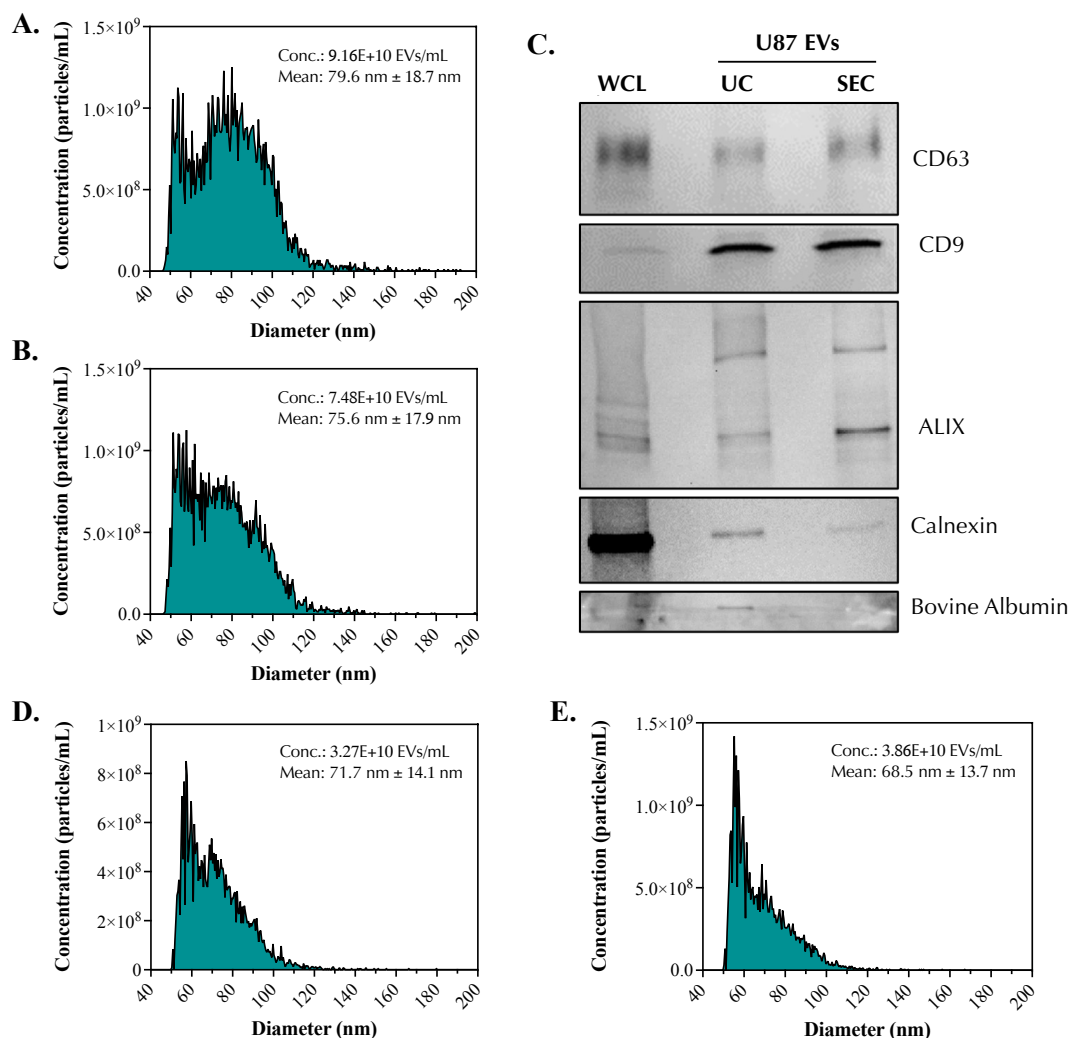 A.
Concentration (particles/mL)
1.5×10⁹
1.0×10⁹
5.0×10⁸
0.0
Conc.: 9.16E+10 EVs/mL
Mean: 79.6 nm ± 18.7 nm
40 60 80 100 120 140 160 180 200
Diameter (nm)
B.
Concentration (particles/mL)
1.5×10⁹
1.0×10⁹
5.0×10⁸
0.0
Conc.: 7.48E+10 EVs/mL
Mean: 75.6 nm ± 17.9 nm
40 60 80 100 120 140 160 180 200
Diameter (nm)
C.
U87 EVs
WCL UC SEC
CD63
CD9
ALIX
Calnexin
Bovine Albumin
D.
Concentration (particles/mL)
1×10⁹
8×10⁸
6×10⁸
4×10⁸
2×10⁸
0
Conc.: 3.27E+10 EVs/mL
Mean: 71.7 nm ± 14.1 nm
40 60 80 100 120 140 160 180 200
Diameter (nm)
E.
Concentration (particles/mL)
1.5×10⁹
1.0×10⁹
5.0×10⁸
0.0
Conc.: 3.86E+10 EVs/mL
Mean: 68.5 nm ± 13.7 nm
40 60 80 100 120 140 160 180 200
Diameter (nm)